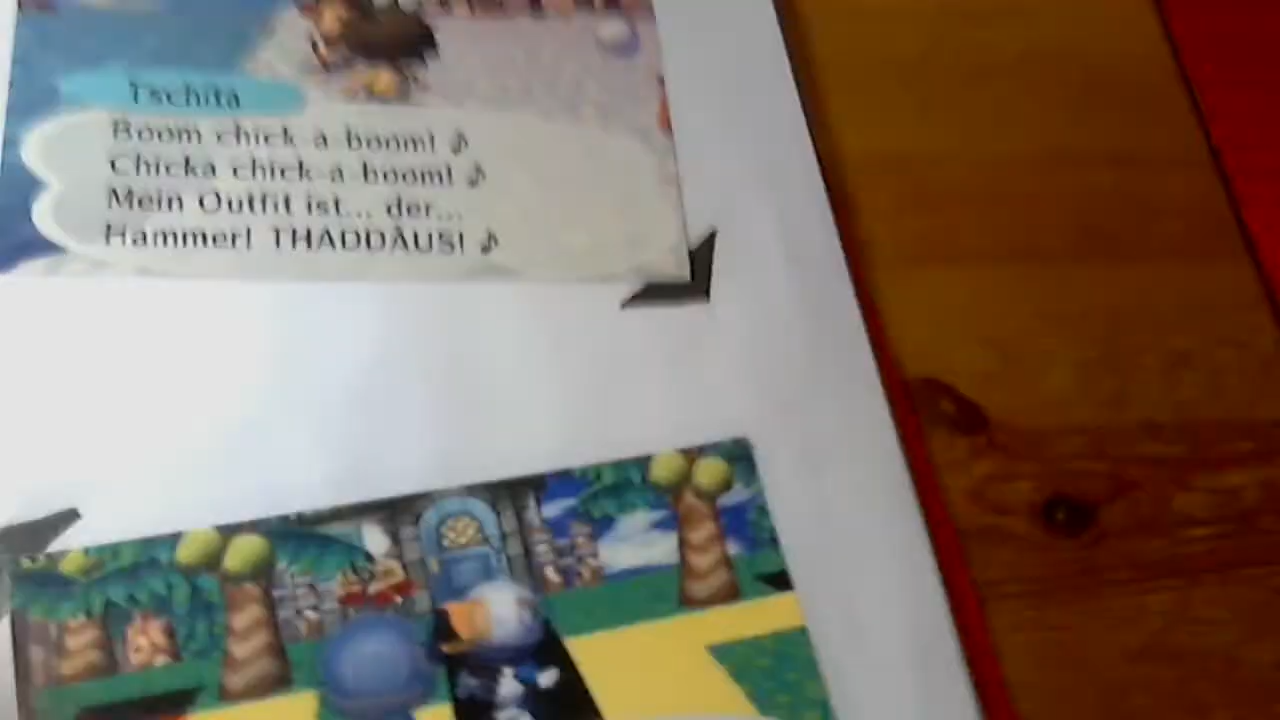 Tschita
Boom chick-a-boom! ♪
Chicka chick-a-boom! ♪
Mein Outfit ist... der...
Hammer! THADDÄUS! ♪